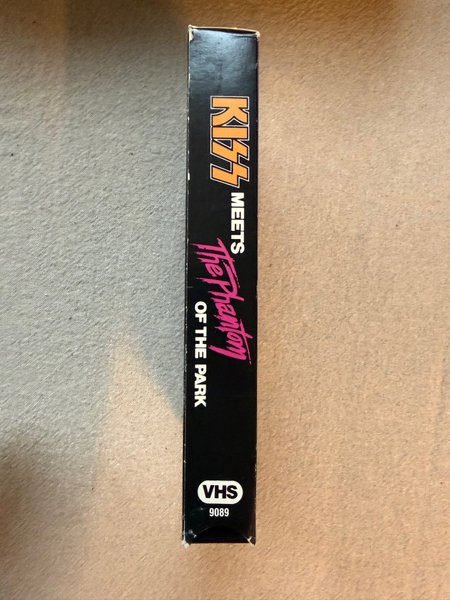 KISS
MEETS
The Phantom
OF THE PARK
VHS
9089